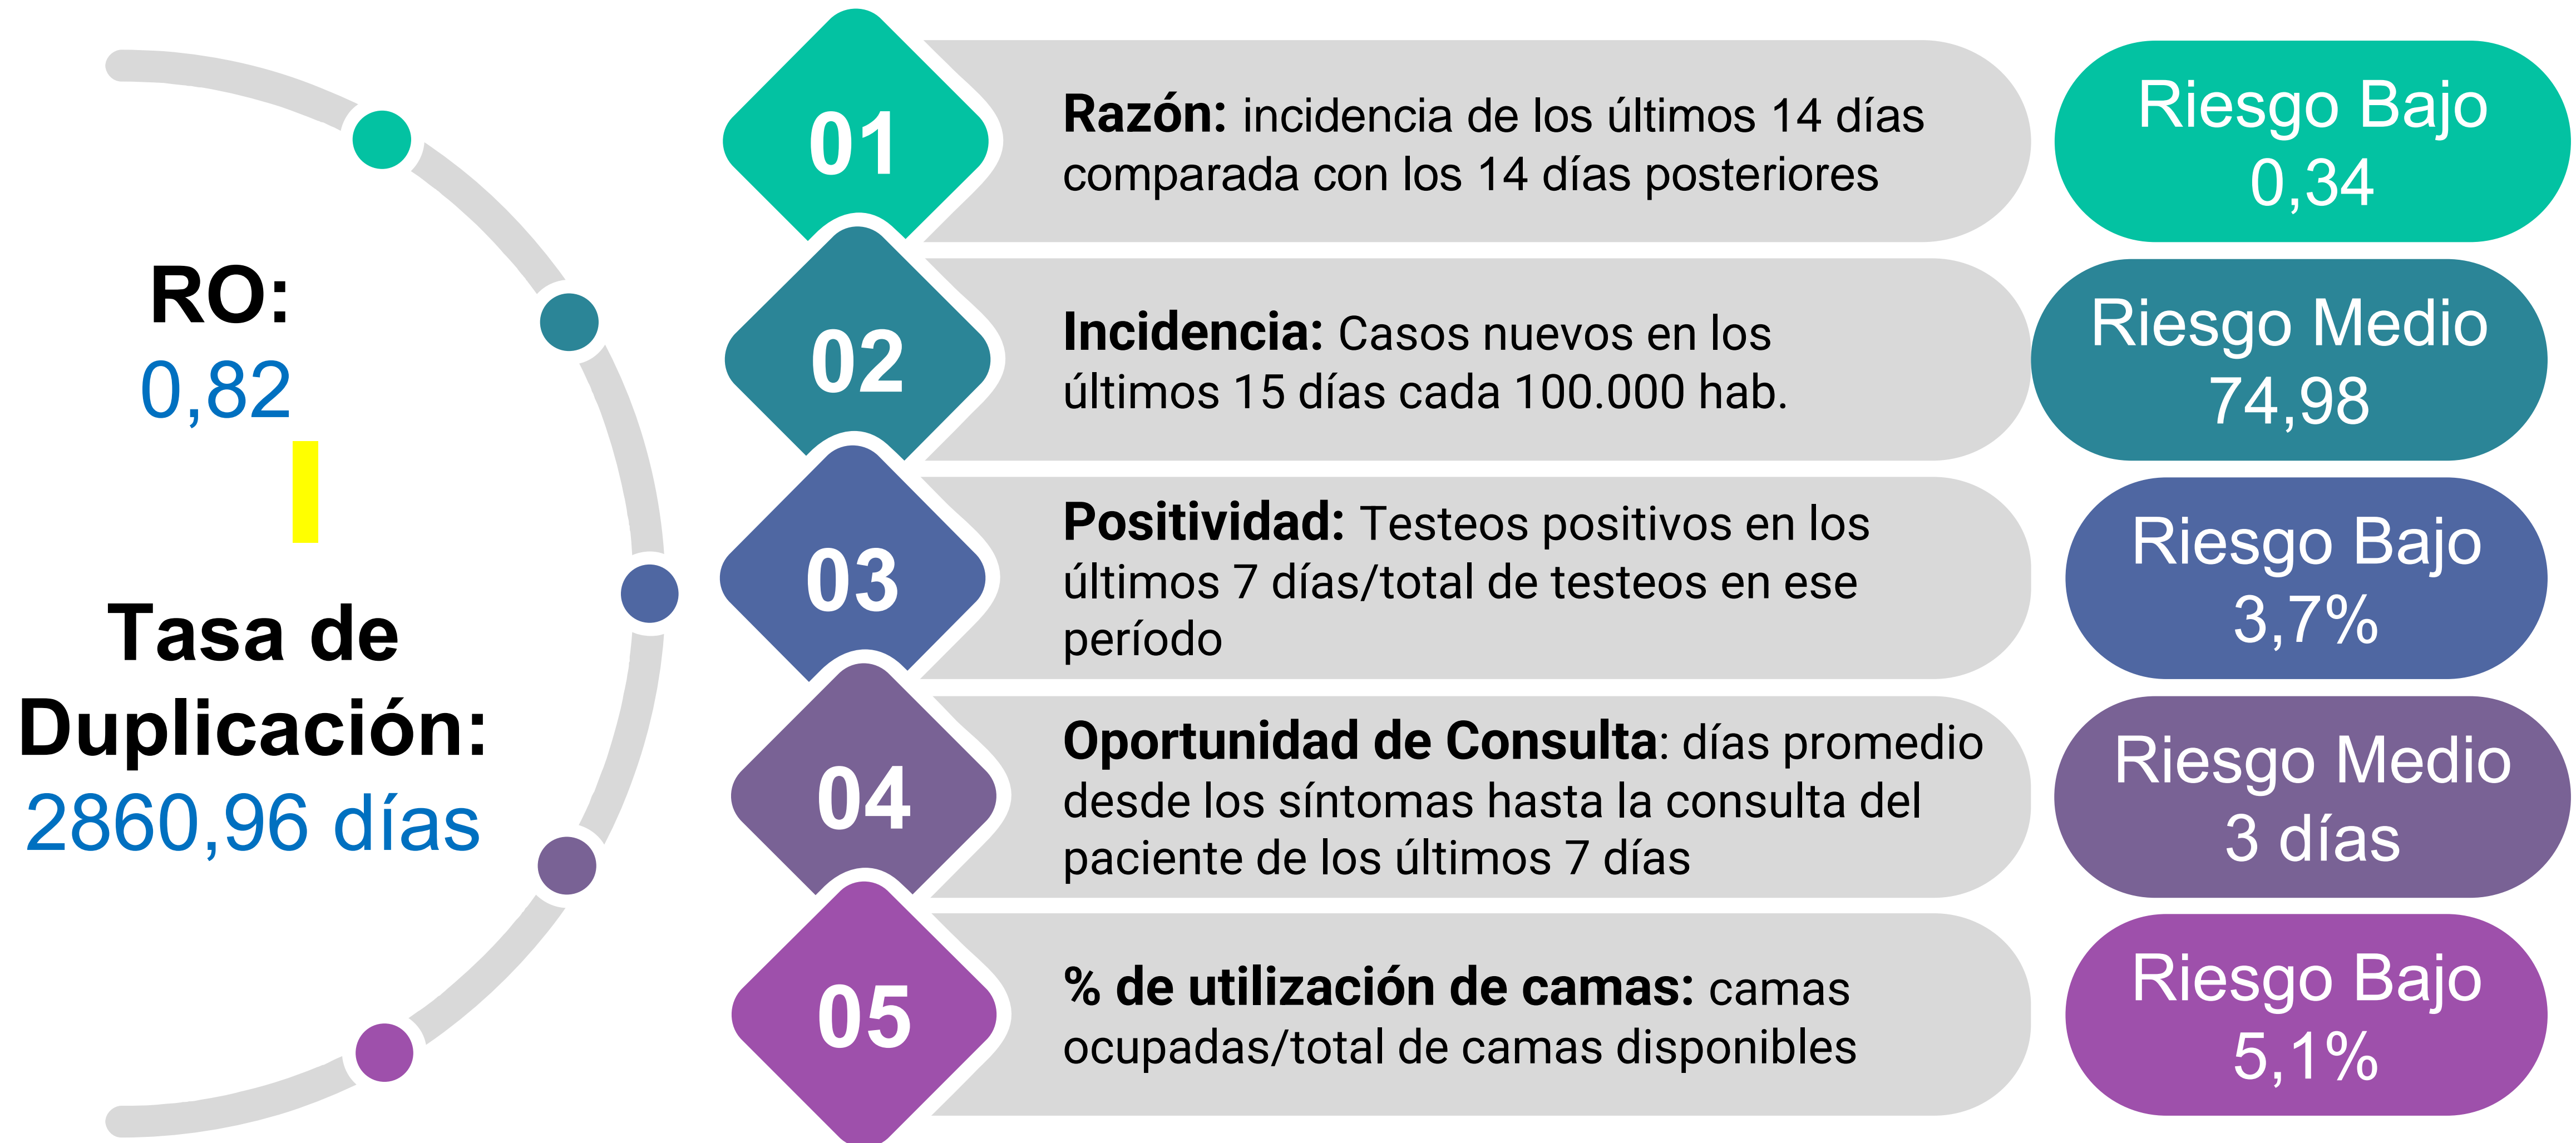 RO:
0,82
Tasa de
Duplicación:
2860,96 días
01
Razón: incidencia de los últimos 14 días
comparada con los 14 días posteriores
Riesgo Bajo
0,34
02
Incidencia: Casos nuevos en los
últimos 15 días cada 100.000 hab.
Riesgo Medio
74,98
03
Positividad: Testeos positivos en los
últimos 7 días/total de testeos en ese
período
Riesgo Bajo
3,7%
04
Oportunidad de Consulta: días promedio
desde los síntomas hasta la consulta del
paciente de los últimos 7 días
Riesgo Medio
3 días
05
% de utilización de camas: camas
ocupadas/total de camas disponibles
Riesgo Bajo
5,1%